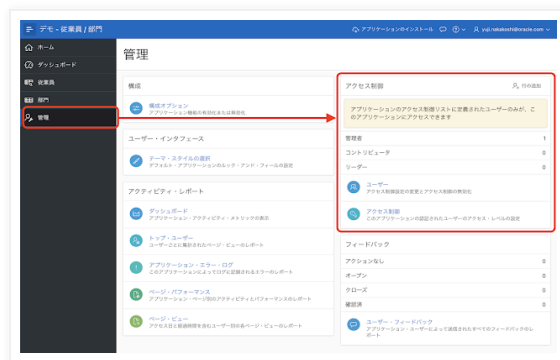 デモ - 従業員 / 部門
アプリケーションのインストール
yuji.nakakoshi@oracle.com
ホーム
ダッシュボード
従業員
部門
管理
管理
構成
構成オプション
アプリケーション機能の有効化または無効化
ユーザー・インタフェース
テーマ・スタイルの選択
デフォルト・アプリケーションのルック・アンド・フィールの設定
アクティビティ・レポート
ダッシュボード
アプリケーション・アクティビティ・メトリックの表示
トップ・ユーザー
ユーザーごとに集計されたページ・ビューのレポート
アプリケーション・エラー・ログ
このアプリケーションによってログに記録されるエラーのレポート
ページ・パフォーマンス
アプリケーション・ページ別のアクティビティとパフォーマンスのレポート
ページ・ビュー
アクセス日と経過時間を含むユーザー別の各ページ・ビューのレポート
アクセス制御
行の追加
アプリケーションのアクセス制御リストに定義されたユーザーのみが、こ
のアプリケーションにアクセスできます
管理者 1
コントリビュータ 0
リーダー 0
ユーザー
アクセス制御設定の変更とアクセス制御の無効化
アクセス制御
このアプリケーションの認証されたユーザーのアクセス・レベルの設定
フィードバック
アクションなし 0
オープン 0
クローズ 0
確認済 0
ユーザー・フィードバック
アプリケーション・ユーザーによって送信されたすべてのフィードバックのレ
ポート